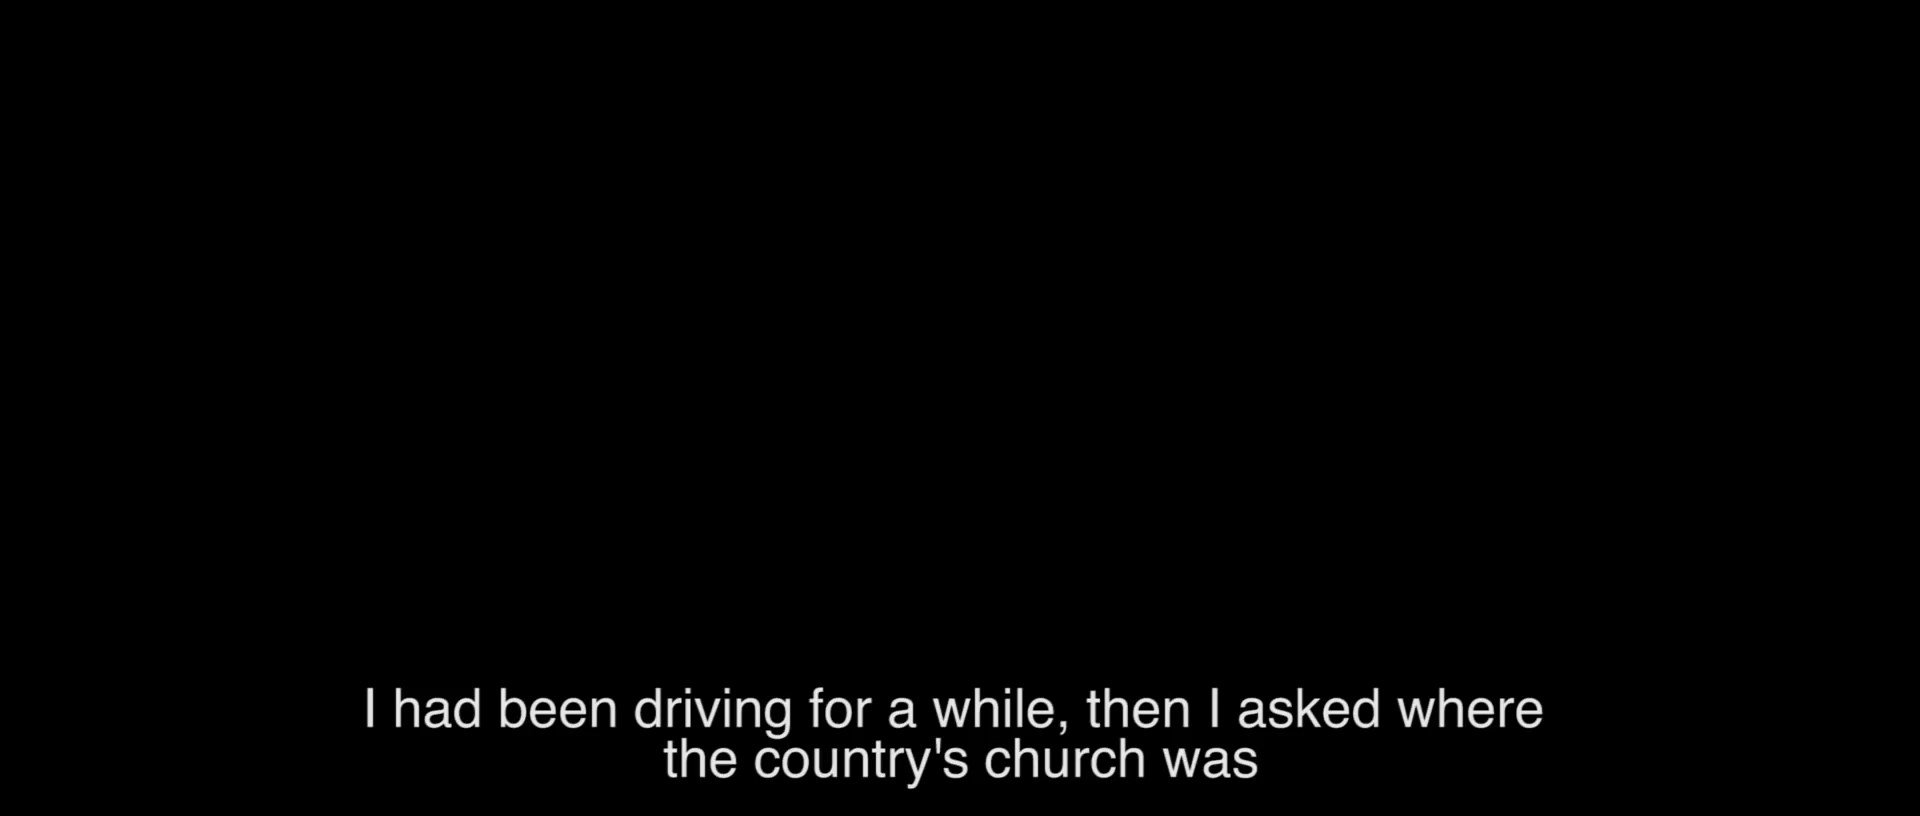 I had been driving for a while, then I asked where
the country's church was